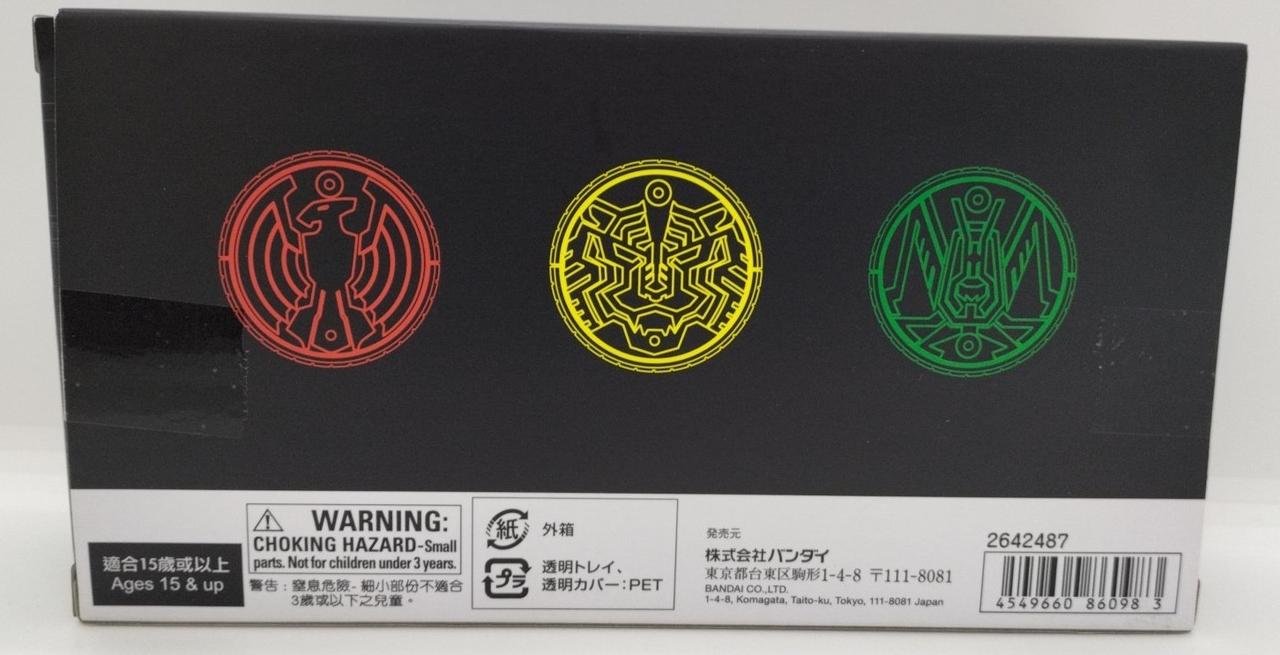 適合15歳或以上
Ages 15 & up
WARNING:
CHOKING HAZARD-Small
parts. Not for children under 3 years.
警告：窒息危險- 細小部份不適合
3歲或以下之兒童。
紙 外箱
プラ 透明トレイ、
透明カバー：PET
発売元
株式会社バンダイ
東京都台東区駒形1-4-8 〒111-8081
BANDAI CO.,LTD.
1-4-8, Komagata, Taito-ku, Tokyo, 111-8081 Japan
2642487
4549660 86098 3